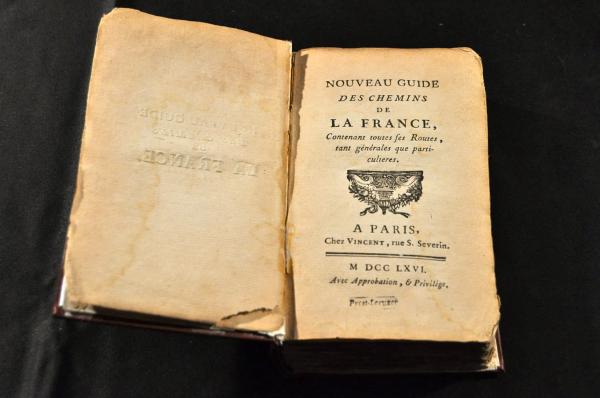 NOUVEAU GUIDE
DES CHEMINS
DE
LA FRANCE,
Contenant toutes ſes Routes,
tant générales que parti-
culieres.
A PARIS,
Chez VINCENT, rue S. Severin.
M DCC LXVI.
Avec Approbation, & Privilége.